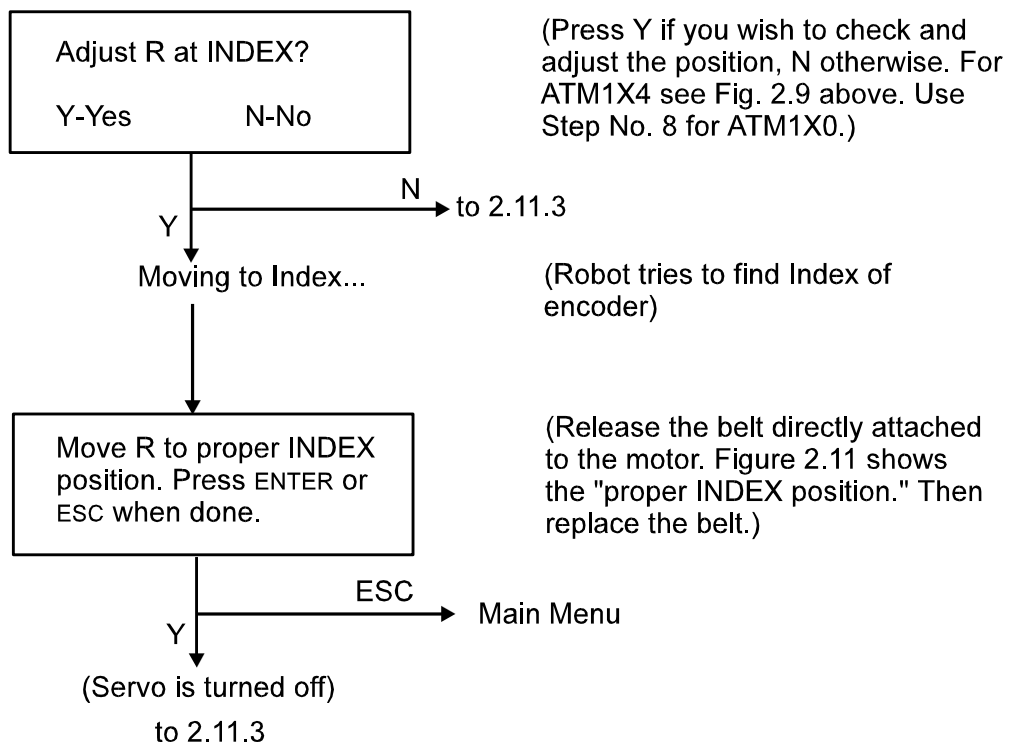 Adjust R at INDEX?
Y-Yes N-No
(Press Y if you wish to check and
adjust the position, N otherwise. For
ATM1X4 see Fig. 2.9 above. Use
Step No. 8 for ATM1X0.)
N
to 2.11.3
Y
Moving to Index...
(Robot tries to find Index of
encoder)
Move R to proper INDEX
position. Press ENTER or
ESC when done.
(Release the belt directly attached
to the motor. Figure 2.11 shows
the "proper INDEX position." Then
replace the belt.)
ESC
Main Menu
Y
(Servo is turned off)
to 2.11.3